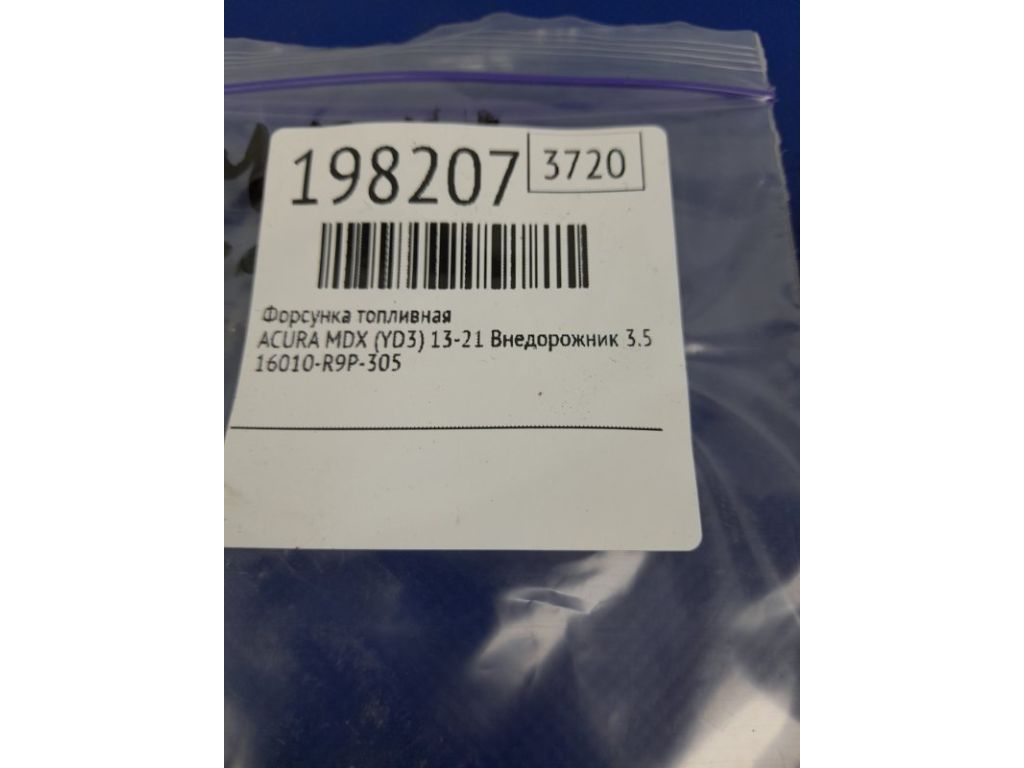 198207 3720
Форсунка топливная
ACURA MDX (YD3) 13-21 Внедорожник 3.5
16010-R9P-305